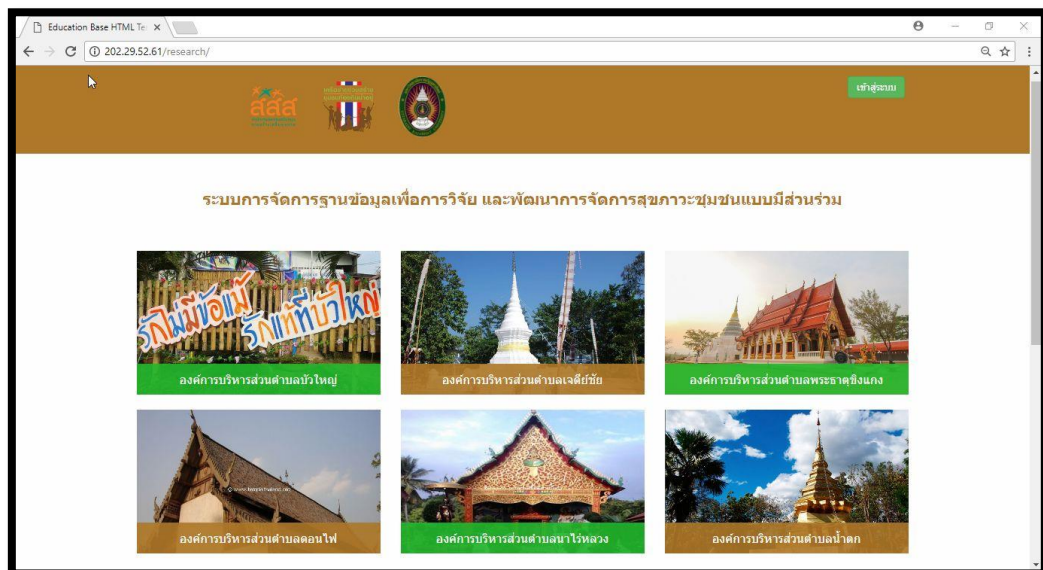 Education Base HTML Te
202.29.52.61/research/
สสส
เข้าสู่ระบบ
ระบบการจัดการฐานข้อมูลเพื่อการวิจัย และพัฒนาการจัดการสุขภาวะชุมชนแบบมีส่วนร่วม
รักไม่มีข้อแม้
รักแท้ที่บัวใหญ่
องค์การบริหารส่วนตำบลบัวใหญ่
องค์การบริหารส่วนตำบลเจดีย์ชัย
องค์การบริหารส่วนตำบลพระธาตุขิงแกง
องค์การบริหารส่วนตำบลดอนไฟ
องค์การบริหารส่วนตำบลนาไร่หลวง
องค์การบริหารส่วนตำบลน้ำตก